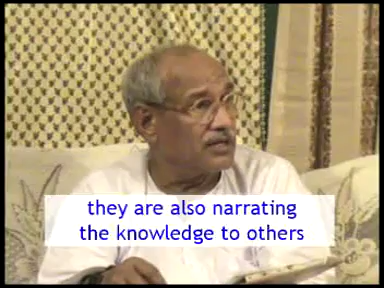 they are also narrating
the knowledge to others